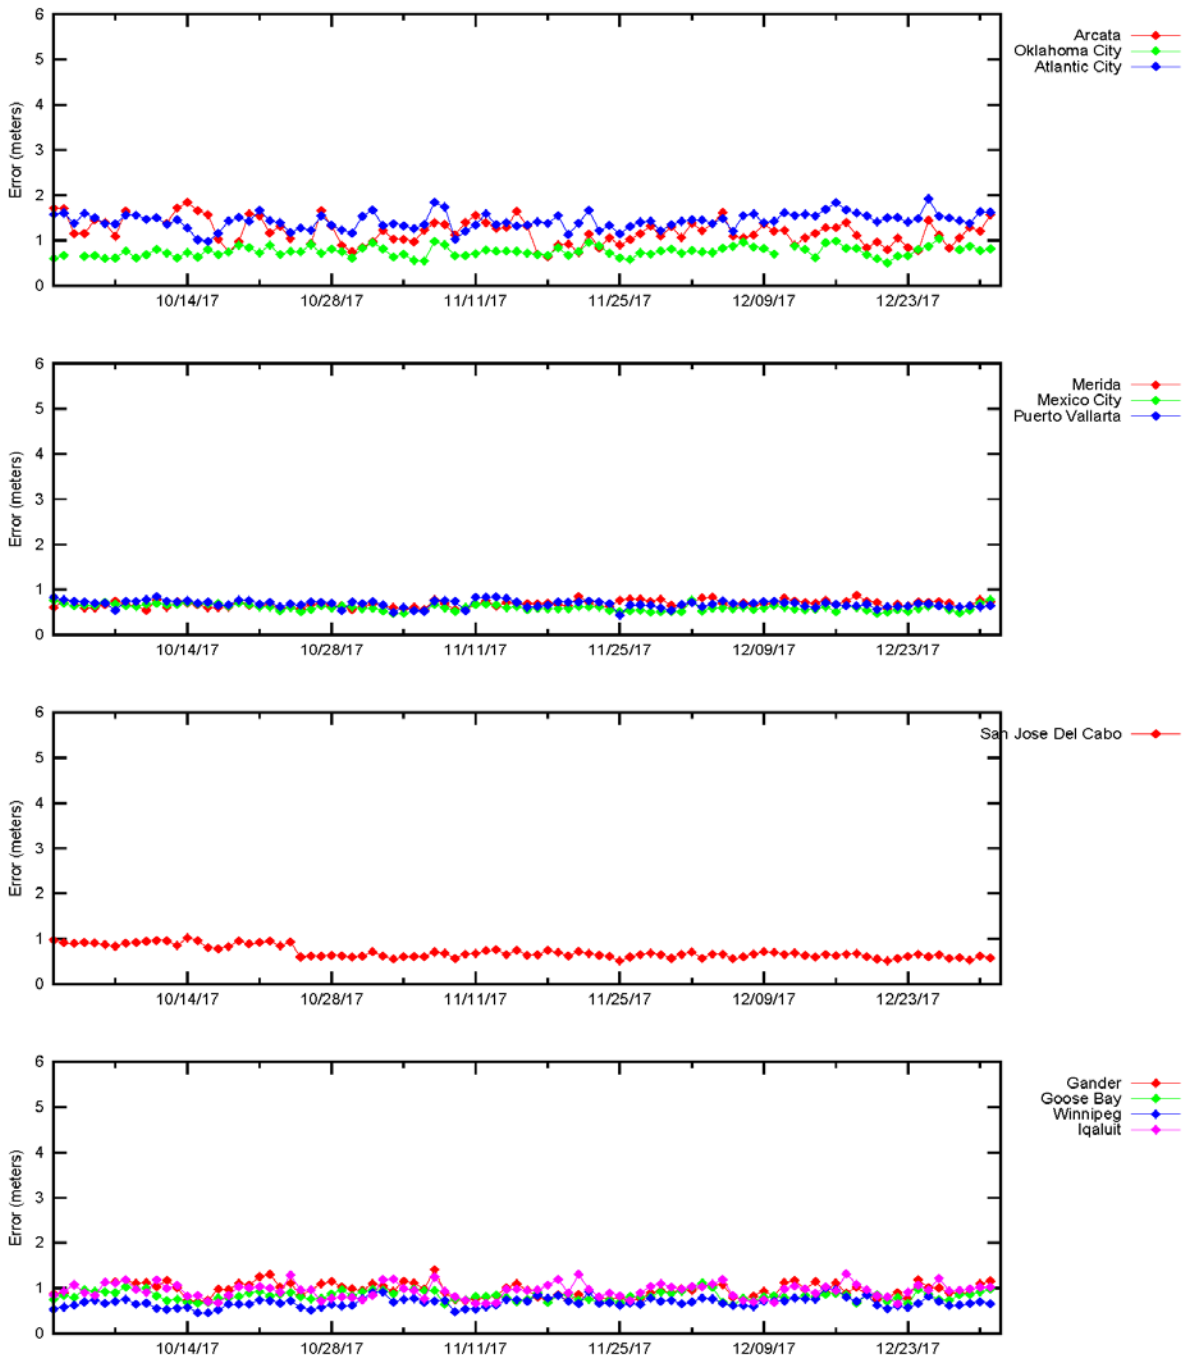 6
5
4
3
2
1
0
Error (meters)
10/14/17 10/28/17 11/11/17 11/25/17 12/09/17 12/23/17
Arcata
Oklahoma City
Atlantic City
6
5
4
3
2
1
0
Error (meters)
10/14/17 10/28/17 11/11/17 11/25/17 12/09/17 12/23/17
Merida
Mexico City
Puerto Vallarta
6
5
4
3
2
1
0
Error (meters)
10/14/17 10/28/17 11/11/17 11/25/17 12/09/17 12/23/17
San Jose Del Cabo
6
5
4
3
2
1
0
Error (meters)
10/14/17 10/28/17 11/11/17 11/25/17 12/09/17 12/23/17
Gander
Goose Bay
Winnipeg
Iqaluit